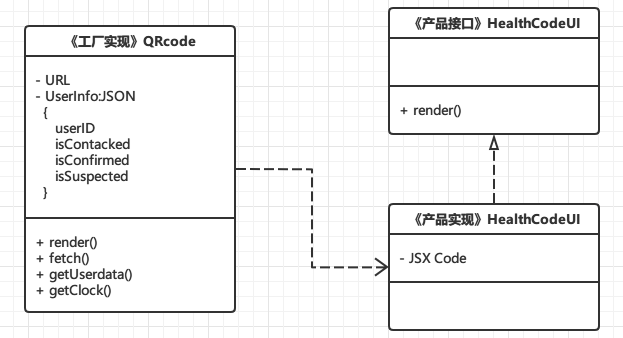 《工厂实现》QRcode
- URL
- UserInfo:JSON
{
userID
isContacked
isConfirmed
isSuspected
}
+ render()
+ fetch()
+ getUserdata()
+ getClock()
《产品接口》HealthCodeUI
+ render()
《产品实现》HealthCodeUI
- JSX Code